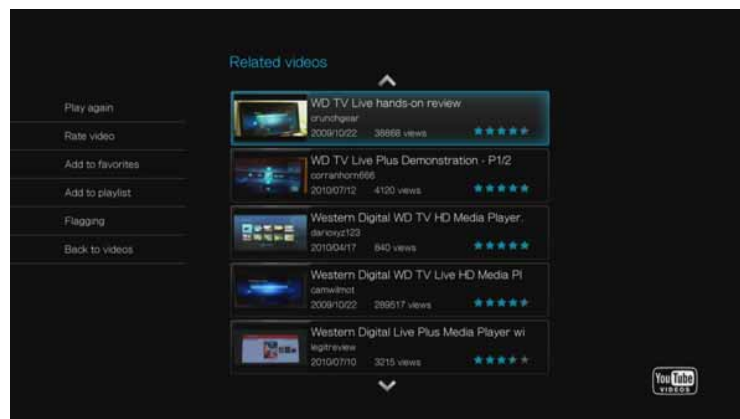 Related videos
Play again
Rate video
Add to favorites
Add to playlist
Flagging
Back to videos
WD TV Live hands-on review
crunchgear
2009/10/22 38668 views
WD TV Live Plus Demonstration - P1/2
corranhorn666
2010/07/12 4120 views
Western Digital WD TV HD Media Player.
darioxyz123
2010/04/17 840 views
Western Digital WD TV Live HD Media Pl
camwilmot
2009/10/22 289517 views
Western Digital Live Plus Media Player wi
legitreview
2010/07/10 3215 views
You Tube
VIDEOS